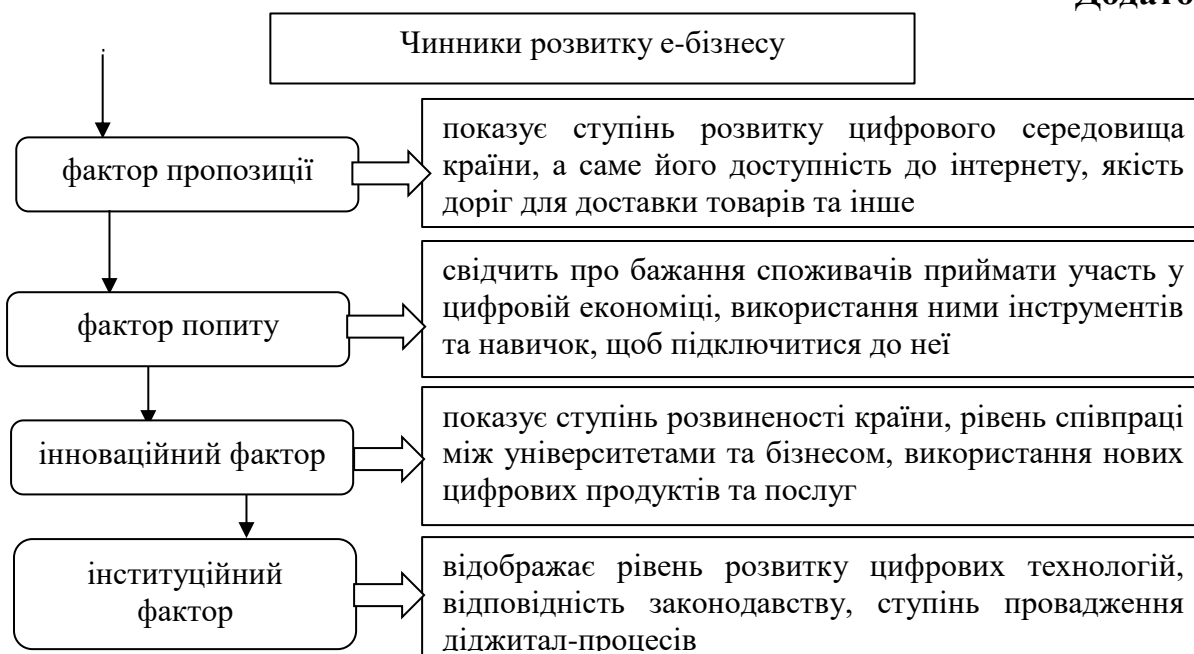 Чинники розвитку е-бізнесу
фактор пропозиції
показує ступінь розвитку цифрового середовища
країни, а саме його доступність до інтернету, якість
доріг для доставки товарів та інше
фактор попиту
свідчить про бажання споживачів приймати участь у
цифровій економіці, використання ними інструментів
та навичок, щоб підключитися до неї
інноваційний фактор
показує ступінь розвиненості країни, рівень співпраці
між університетами та бізнесом, використання нових
цифрових продуктів та послуг
інституційний
фактор
відображає рівень розвитку цифрових технологій,
відповідність законодавству, ступінь провадження
діджитал-процесів